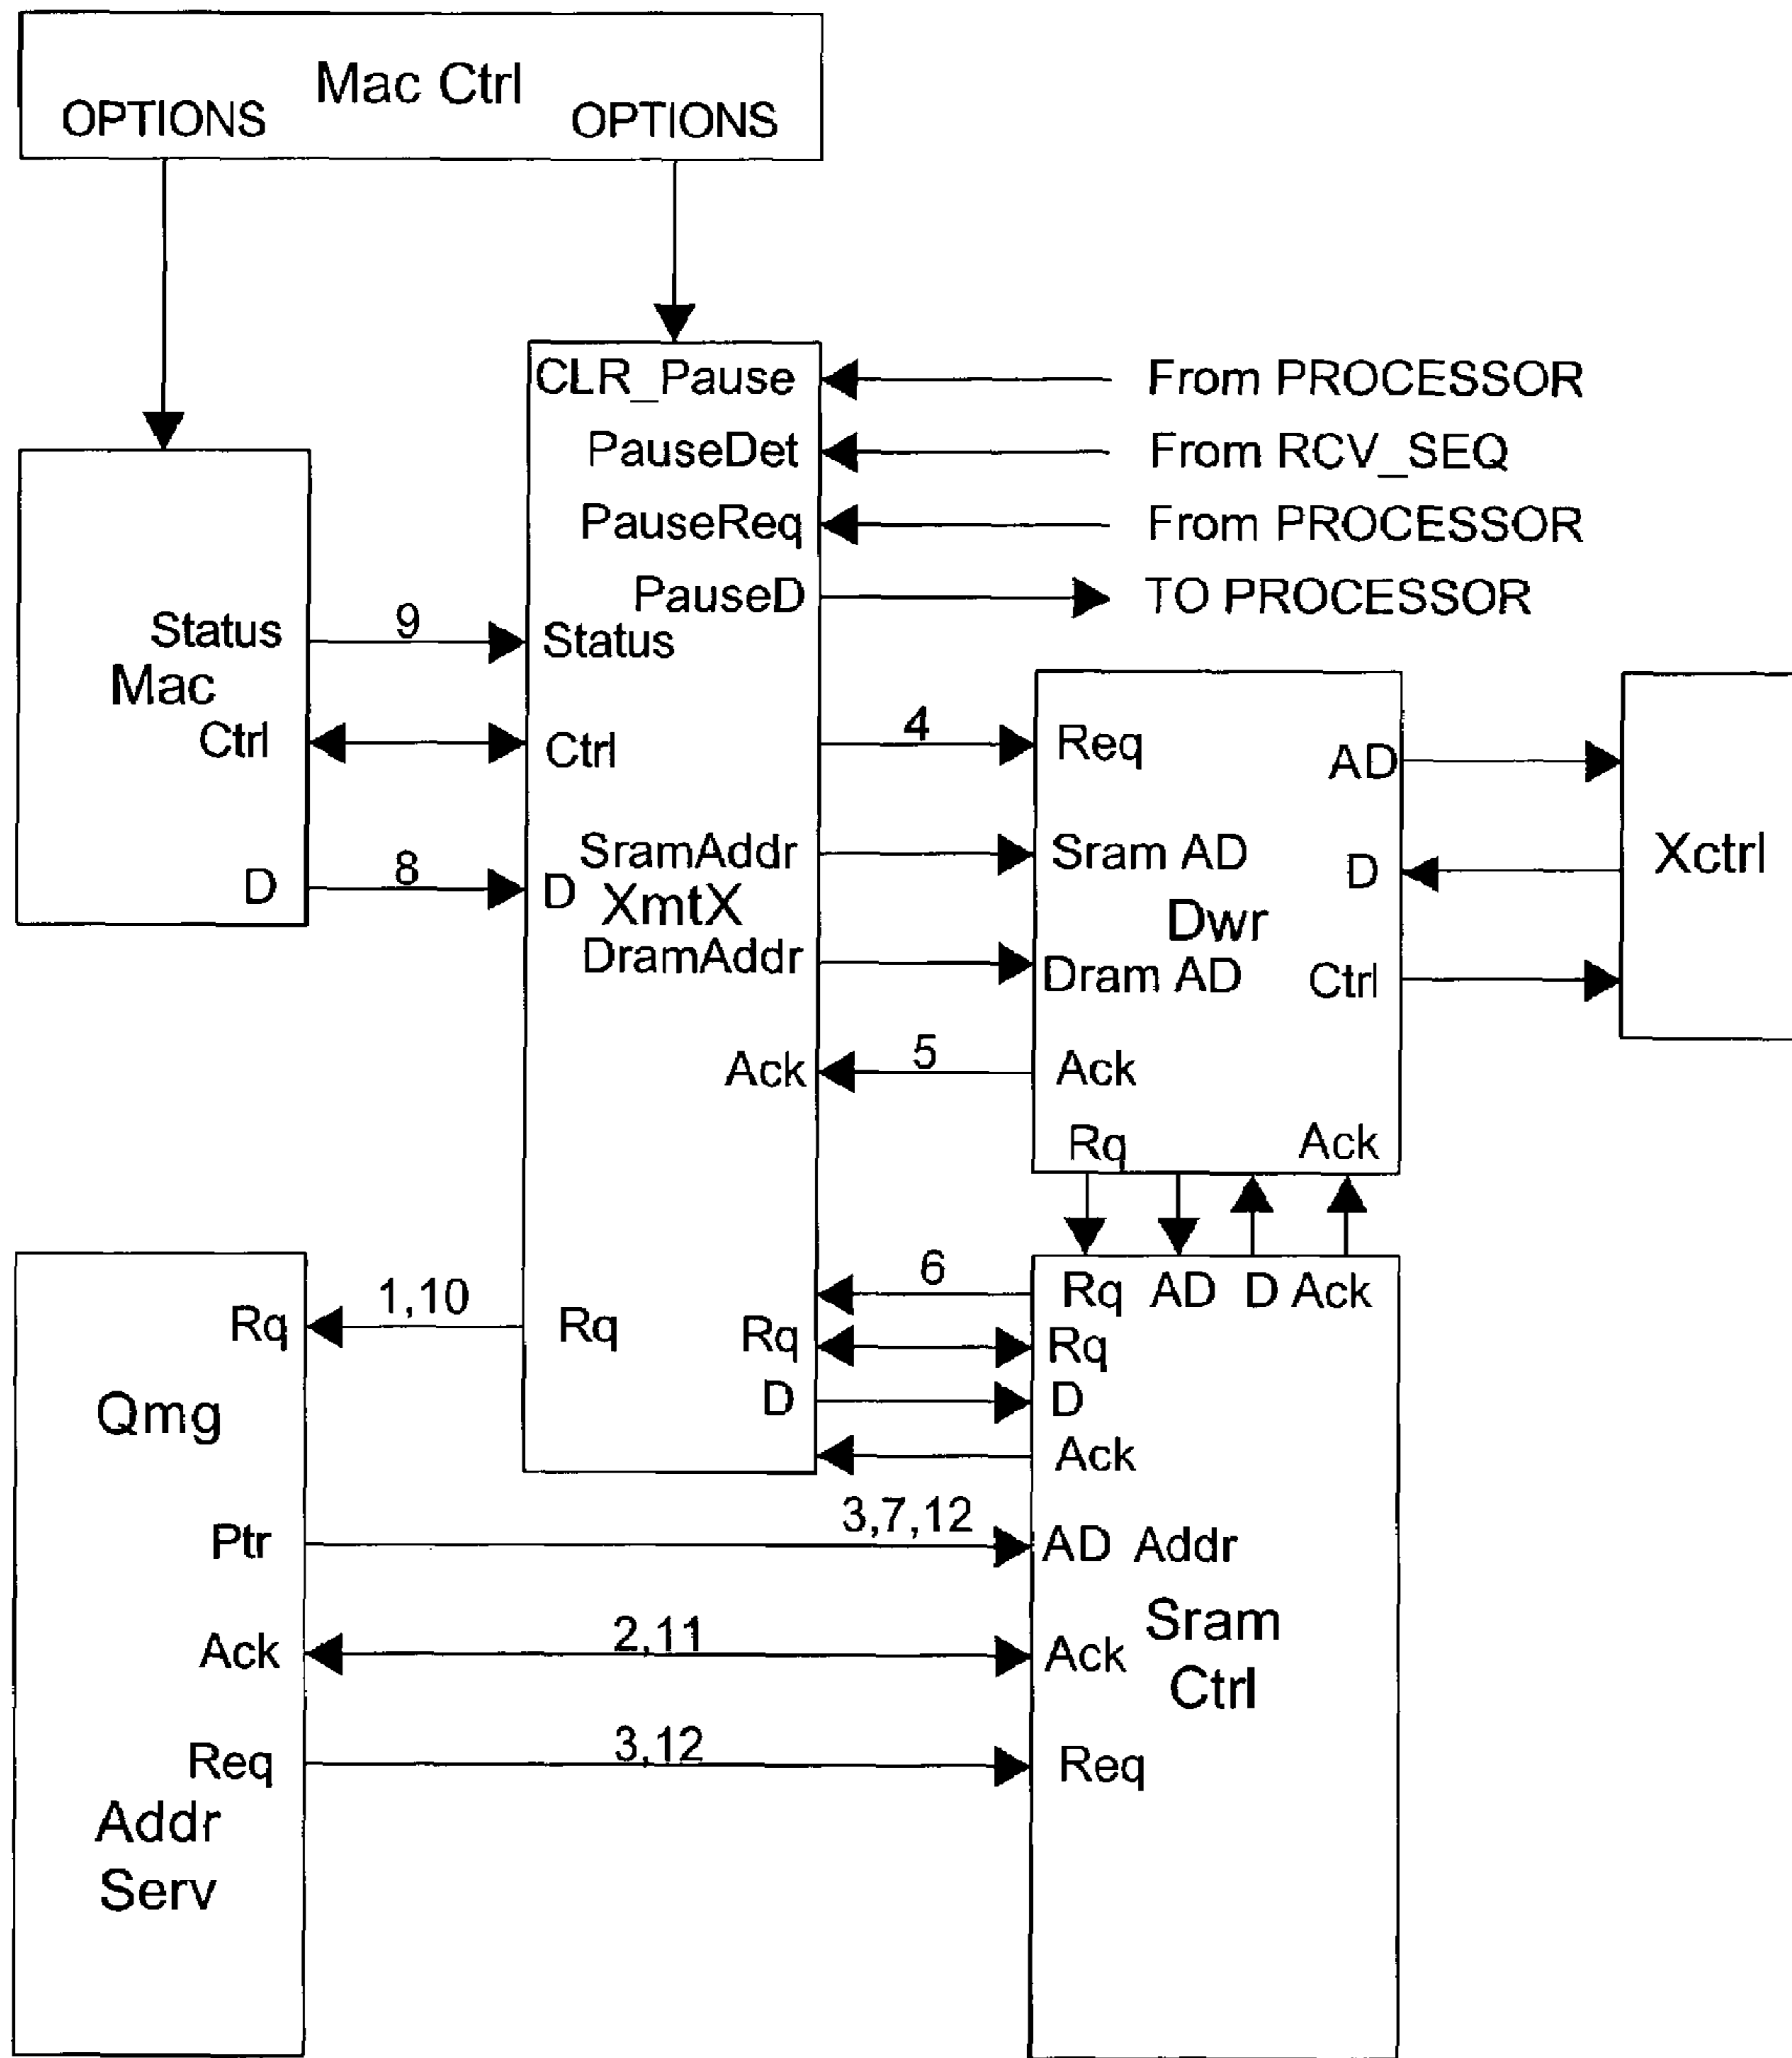 Mac Ctrl
OPTIONS OPTIONS
CLR_Pause From PROCESSOR
PauseDet From RCV_SEQ
PauseReq From PROCESSOR
PauseD TO PROCESSOR
Status 9 Status
Mac
Ctrl Ctrl 4 Req AD
SramAddr Sram AD
D 8 D XmtX Dwr D Xctrl
DramAddr Dram AD Ctrl
Ack 5 Ack
Rq Ack
6 Rq AD D Ack
Rq 1,10 Rq Rq Rq
Qmg D D
Ack
Ptr 3,7,12 AD Addr
Sram
Ack 2,11 Ack
Ctrl
Req 3,12 Req
Addr
Serv